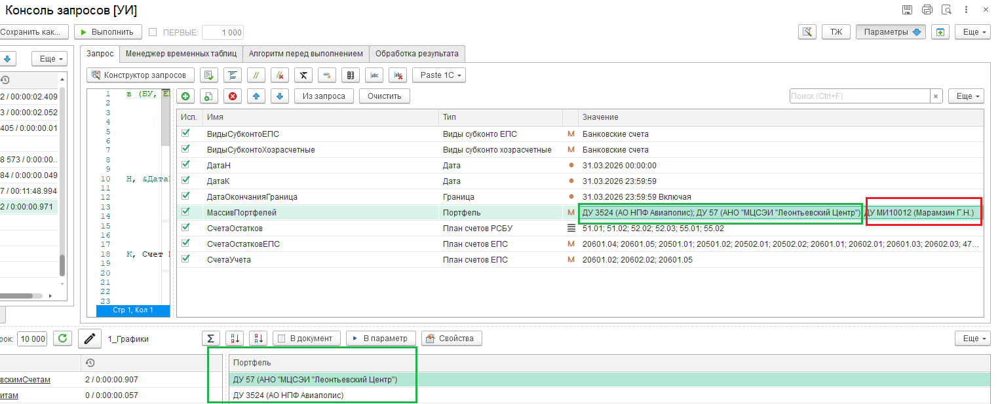 Консоль запросов [УИ]
Сохранить как... Выполнить ПЕРВЫЕ: 1 000 ТЖ Параметры Еще
Еще
Запрос Менеджер временных таблиц Алгоритм перед выполнением Обработка результата
Конструктор запросов Paste 1C
Из запроса Очистить Поиск (Ctrl+F) × Еще
2 / 00:00:02.409
3 / 00:00:02.052
405 / 0:00:00.01
8 573 / 0:00:00..
84 / 0:00:00.049
7 / 00:11:48.994
2 / 0:00:00.971
1 в (БУ,
2
3
4
5
6
7
8
9
10 Н, &Дата
11
12
13
14
15
16
17
18 К, Счет
19
20
21
22
23
Стр 1, Кол 1
Исп. Имя Тип Значение
ВидыСубконтоЕПС Виды субконто ЕПС М Банковские счета
ВидыСубконтоХозрасчетные Виды субконто хозрасчетные М Банковские счета
ДатаН Дата 31.03.2026 00:00:00
ДатаК Дата 31.03.2026 23:59:59
ДатаОкончанияГраница Граница 31.03.2026 23:59:59 Включая
МассивПортфелей Портфель М ДУ 3524 (АО НПФ Авиаполис); ДУ 57 (АНО "МЦСЭИ "Леонтьевский Центр") ДУ МИ10012 (Марамзин Г.Н.)
СчетаОстатков План счетов РСБУ 51.01; 51.02; 52.02; 52.03; 55.01; 55.02
СчетаОстатковЕПС План счетов ЕПС М 20601.04; 20601.05; 20501.01; 20501.02; 20502.01; 20502.02; 20601.01; 20602.01; 20601.03; 20602.03; 47...
СчетаУчета План счетов ЕПС М 20601.02; 20602.02; 20601.05
рок: 10 000 1_Графики Σ В документ В параметр Свойства Еще
Портфель
вскимСчетам 2 / 0:00:00.907 ДУ 57 (АНО "МЦСЭИ "Леонтьевский Центр")
итам 0 / 0:00:00.057 ДУ 3524 (АО НПФ Авиаполис)